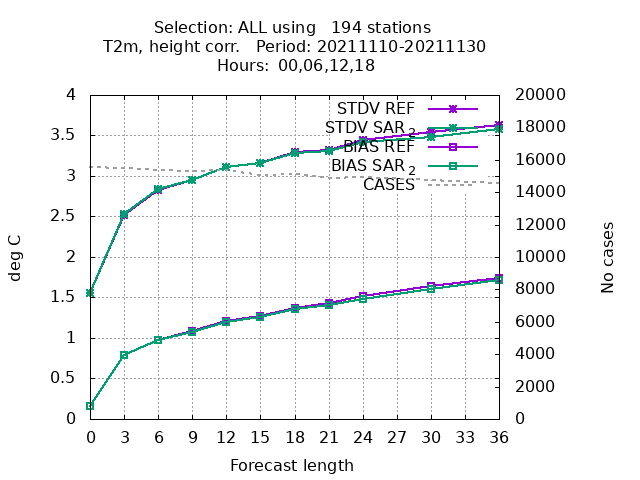 Selection: ALL using   194 stations
T2m, height corr.   Period: 20211110-20211130
Hours:  00,06,12,18
STDV REF
STDV SAR 2
BIAS REF
BIAS SAR 2
CASES
4
3.5
3
2.5
2
1.5
1
0.5
0
20000
18000
16000
14000
12000
10000
8000
6000
4000
2000
0
deg C
No cases
0 3 6 9 12 15 18 21 24 27 30 33 36
Forecast length